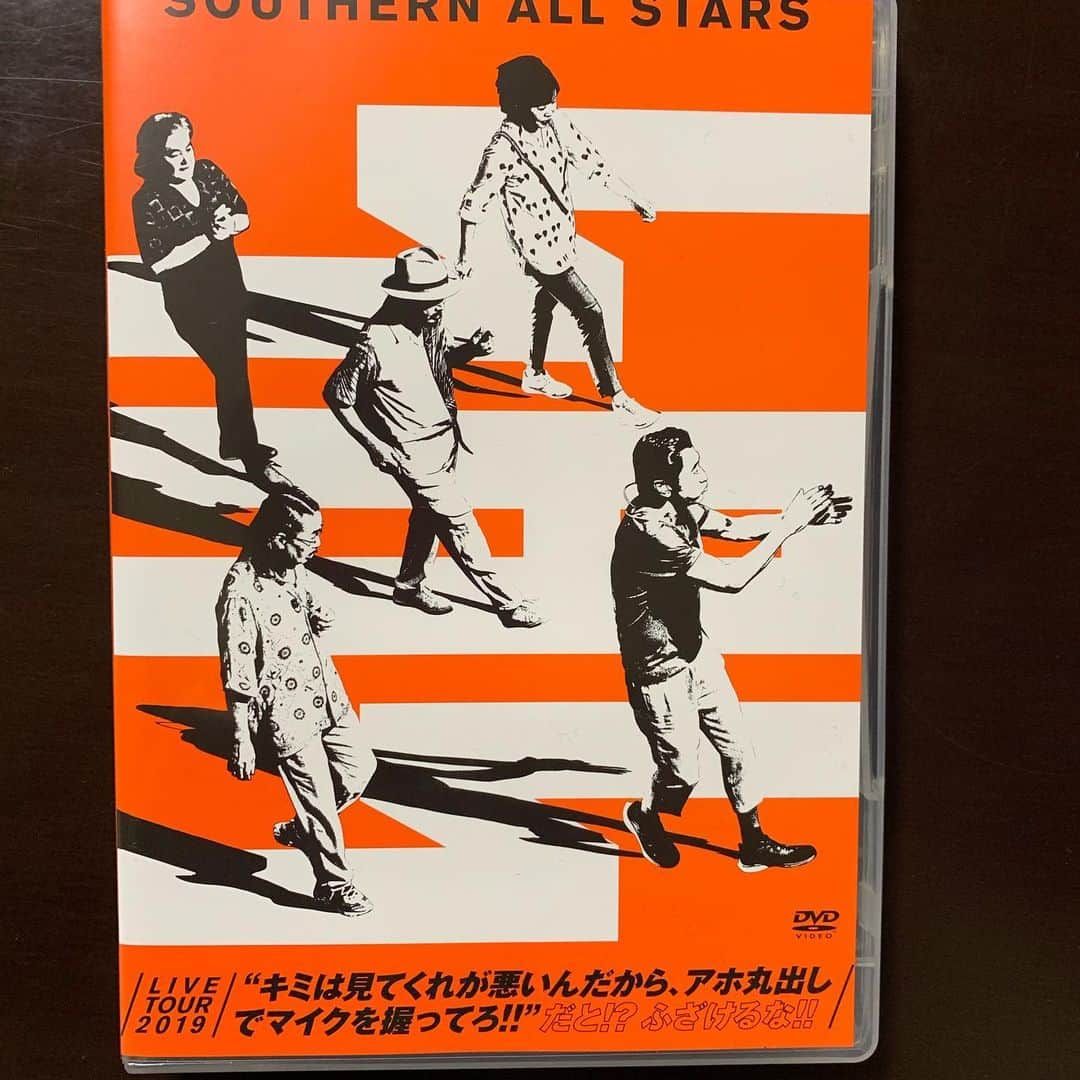 SOUTHERN ALL STARS
DVD
VIDEO
LIVE
TOUR
2019
“キミは見てくれが悪いんだから、アホ丸出し
でマイクを握ってろ!!”だと!? ふざけるな!!